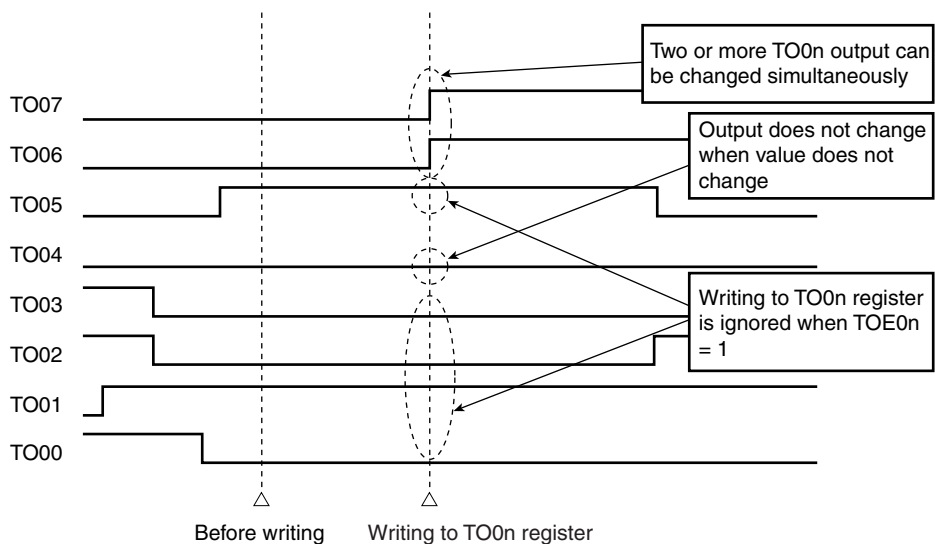 Two or more TO0n output can
be changed simultaneously
TO07
Output does not change
when value does not
change
TO06
TO05
TO04
TO03
Writing to TO0n register
is ignored when TOE0n
= 1
TO02
TO01
TO00
Before writing
Writing to TO0n register